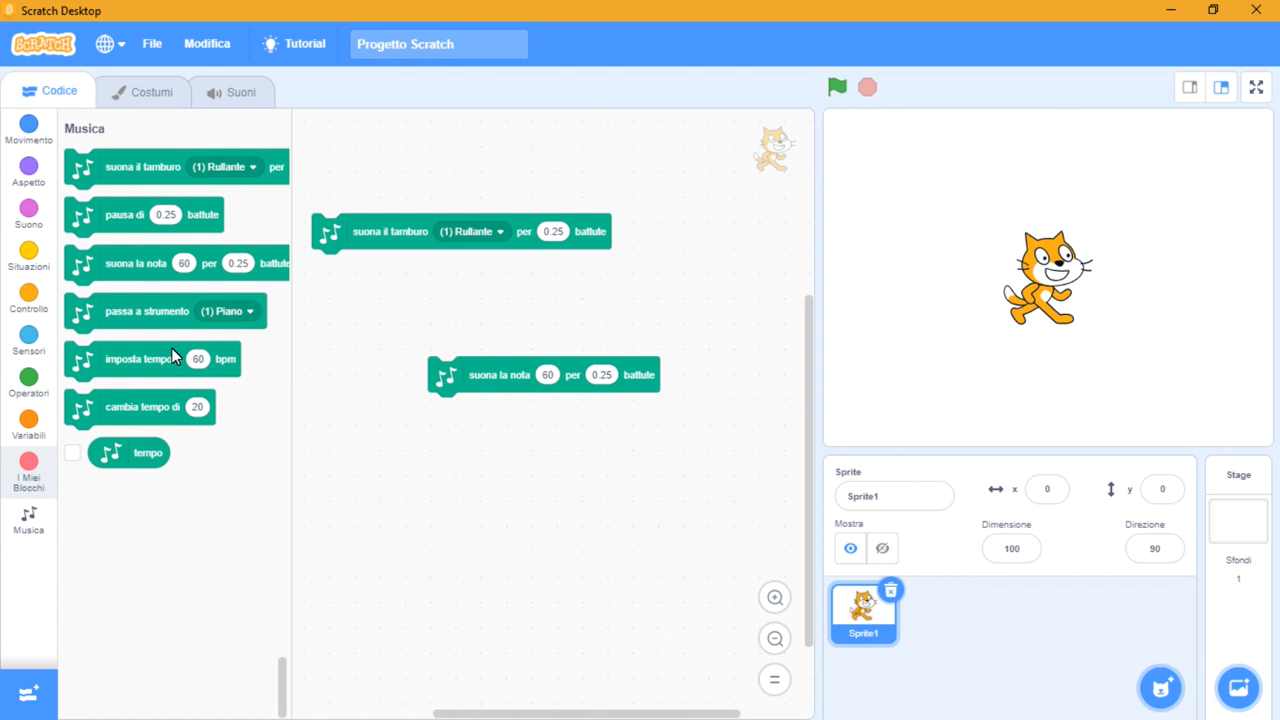 Scratch Desktop
SCRATCH File Modifica Tutorial Progetto Scratch
Codice Costumi Suoni
Movimento
Aspetto
Suono
Situazioni
Controllo
Sensori
Operatori
Variabili
I Miei
Blocchi
Musica
Musica
suona il tamburo (1) Rullante per
pausa di 0.25 battute
suona la nota 60 per 0.25 battute
passa a strumento (1) Piano
imposta tempo 60 bpm
cambia tempo di 20
tempo
suona il tamburo (1) Rullante per 0.25 battute
suona la nota 60 per 0.25 battute
Sprite
Sprite1 x 0 y 0
Mostra Dimensione Direzione
100 90
Sprite1
Stage
Sfondi
1